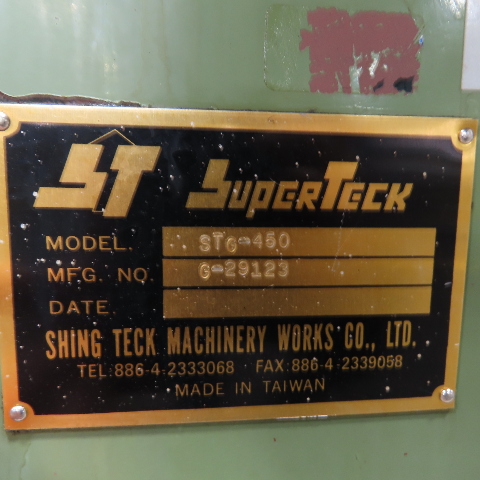 ST SUPERTECK
MODEL. STG-460
MFG. NO. G-29123
DATE
SHING TECK MACHINERY WORKS CO., LTD.
TEL:886-4-2333068 FAX:886-4-2339058
MADE IN TAIWAN